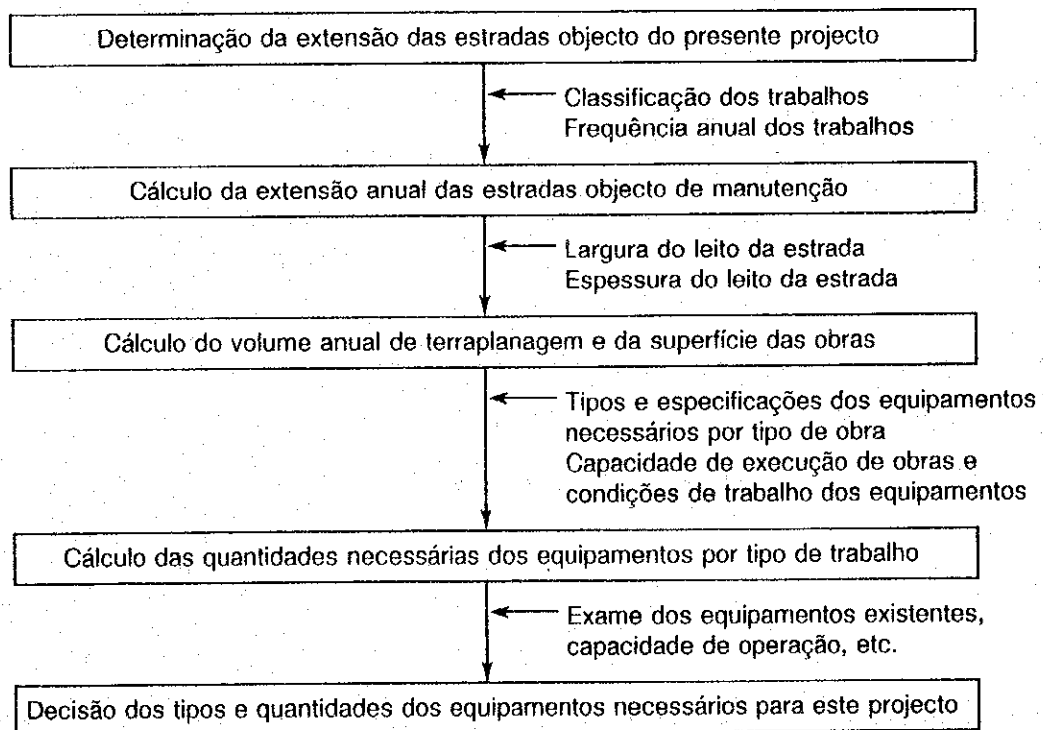 Determinação da extensão das estradas objecto do presente projecto
Classificação dos trabalhos
Frequência anual dos trabalhos
Cálculo da extensão anual das estradas objecto de manutenção
Largura do leito da estrada
Espessura do leito da estrada
Cálculo do volume anual de terraplanagem e da superfície das obras
Tipos e especificações dos equipamentos
necessários por tipo de obra
Capacidade de execução de obras e
condições de trabalho dos equipamentos
Cálculo das quantidades necessárias dos equipamentos por tipo de trabalho
Exame dos equipamentos existentes,
capacidade de operação, etc.
Decisão dos tipos e quantidades dos equipamentos necessários para este projecto